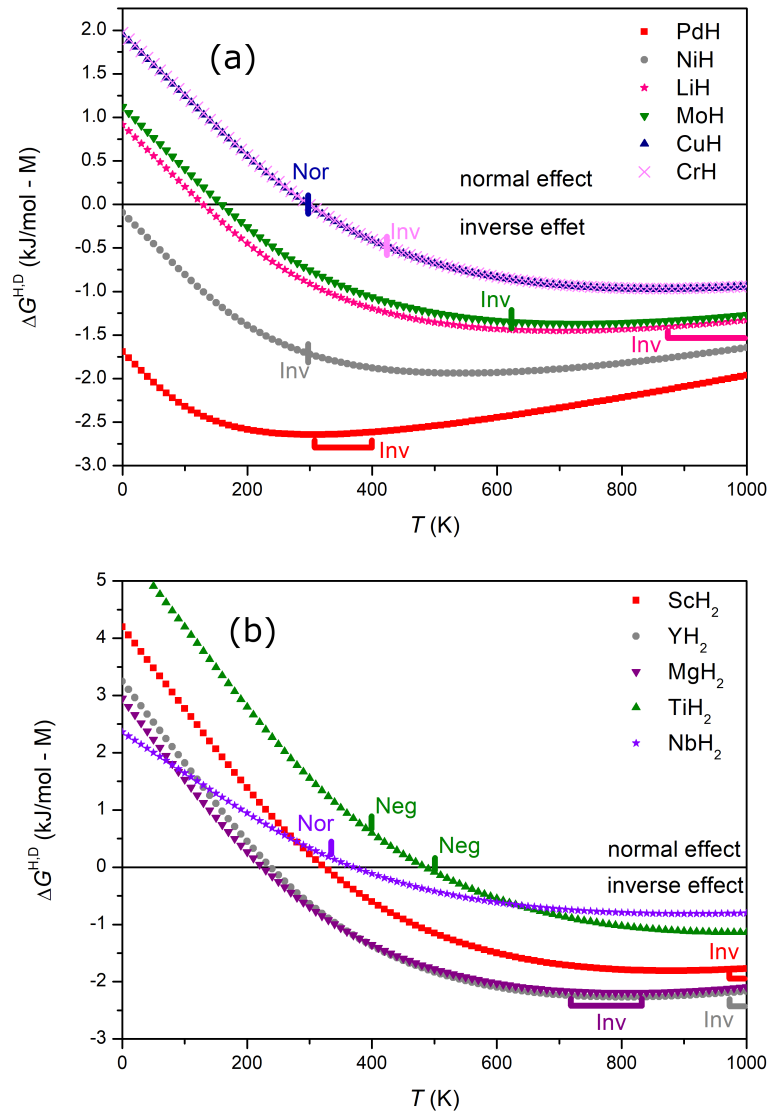 (a)
PdH
NiH
LiH
MoH
CuH
CrH
2.0
1.5
1.0
0.5
0.0
-0.5
-1.0
-1.5
-2.0
-2.5
-3.0
ΔG^H,D (kJ/mol - M)
Nor
normal effect
inverse effet
Inv
Inv
Inv
Inv
Inv
0 200 400 600 800 1000
T (K)
(b)
ScH₂
YH₂
MgH₂
TiH₂
NbH₂
5
4
3
2
1
0
-1
-2
-3
ΔG^H,D (kJ/mol - M)
Neg
Nor
Neg
normal effect
inverse effect
Inv
Inv
Inv
0 200 400 600 800 1000
T (K)